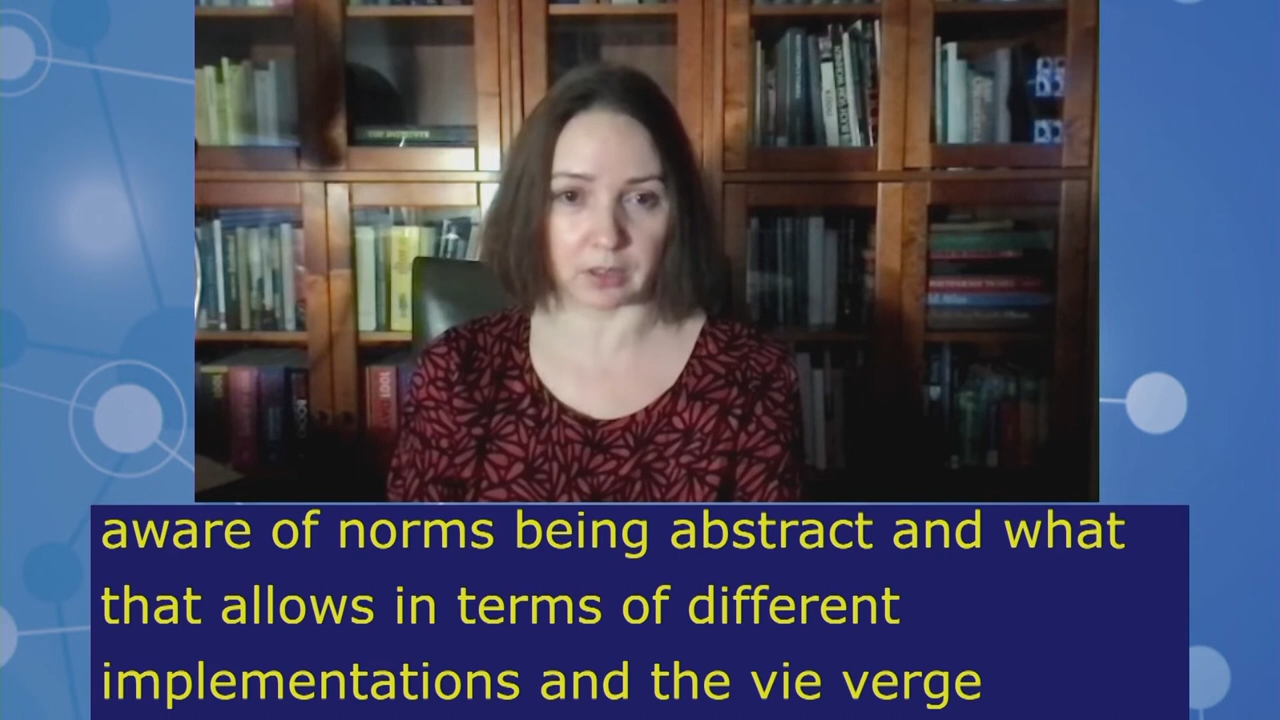 aware of norms being abstract and what
that allows in terms of different
implementations and the vie verge